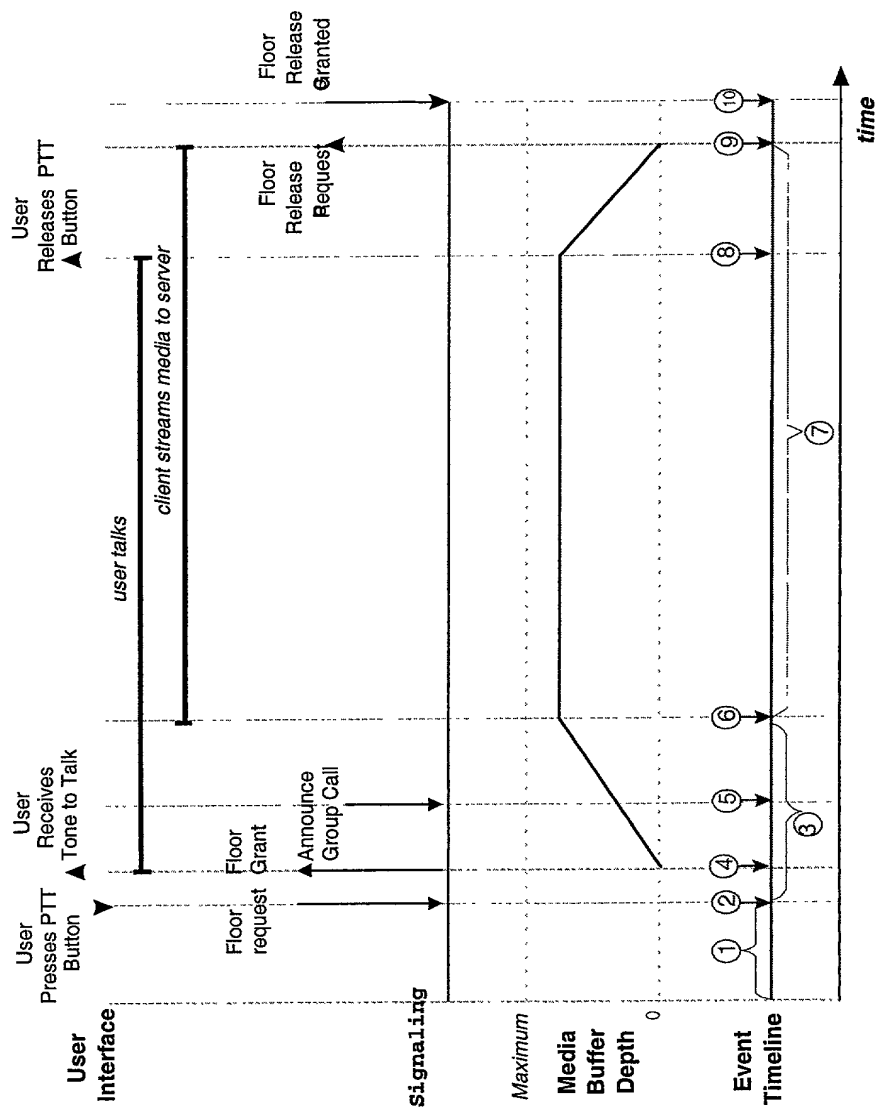 User
Presses PTT
Button
User
Receives
Tone to Talk
User
Releases PTT
Button
User
Interface
user talks
client streams media to server
Floor
request
Floor
Grant
Announce
Group Call
Floor
Release
Request
Floor
Release
Granted
Signaling
Maximum
Media
Buffer
Depth
0
Event
Timeline
1
2
3
4
5
6
7
8
9
10
time